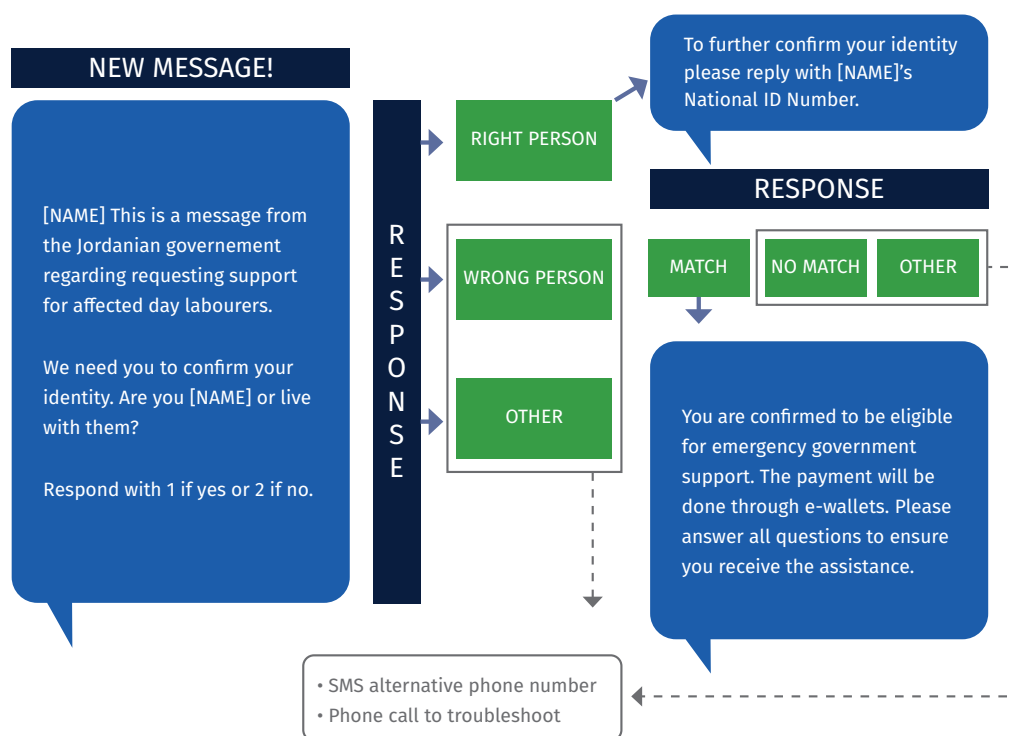 NEW MESSAGE!
[NAME] This is a message from
the Jordanian governement
regarding requesting support
for affected day labourers.
We need you to confirm your
identity. Are you [NAME] or live
with them?
Respond with 1 if yes or 2 if no.
RESPONSE
RIGHT PERSON
WRONG PERSON
OTHER
To further confirm your identity
please reply with [NAME]’s
National ID Number.
RESPONSE
MATCH
NO MATCH
OTHER
You are confirmed to be eligible
for emergency government
support. The payment will be
done through e-wallets. Please
answer all questions to ensure
you receive the assistance.
• SMS alternative phone number
• Phone call to troubleshoot